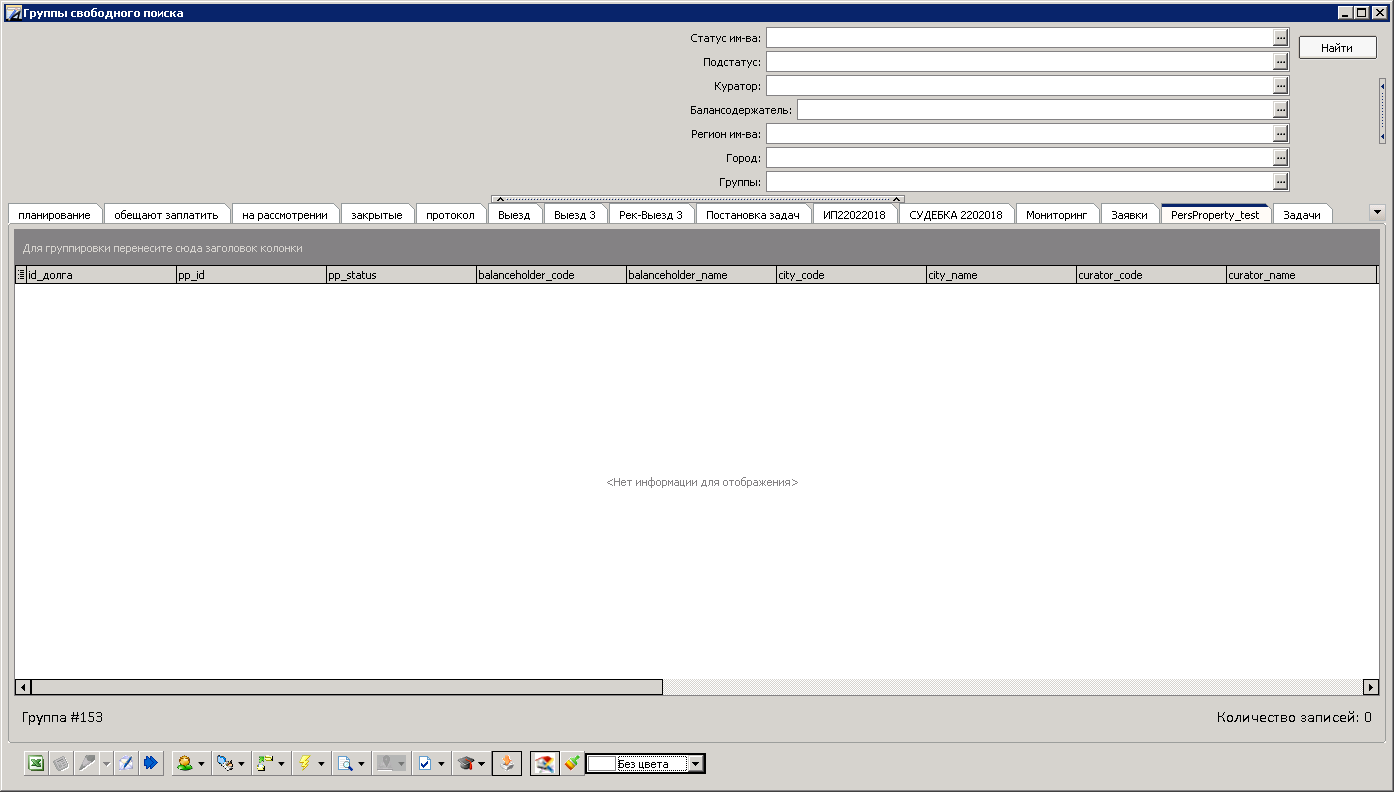 Группы свободного поиска
Статус им-ва:
Найти
Подстатус:
Куратор:
Балансодержатель:
Регион им-ва:
Город:
Группы:
планирование обещают заплатить на рассмотрении закрытые протокол Выезд Выезд 3 Рек-Выезд 3 Постановка задач ИП22022018 СУДЕБКА 2202018 Мониторинг Заявки PersProperty_test Задачи
Для группировки перенесите сюда заголовок колонки
id_долга pp_id pp_status balanceholder_code balanceholder_name city_code city_name curator_code curator_name
<Нет информации для отображения>
Группа #153 Количество записей: 0
Без цвета